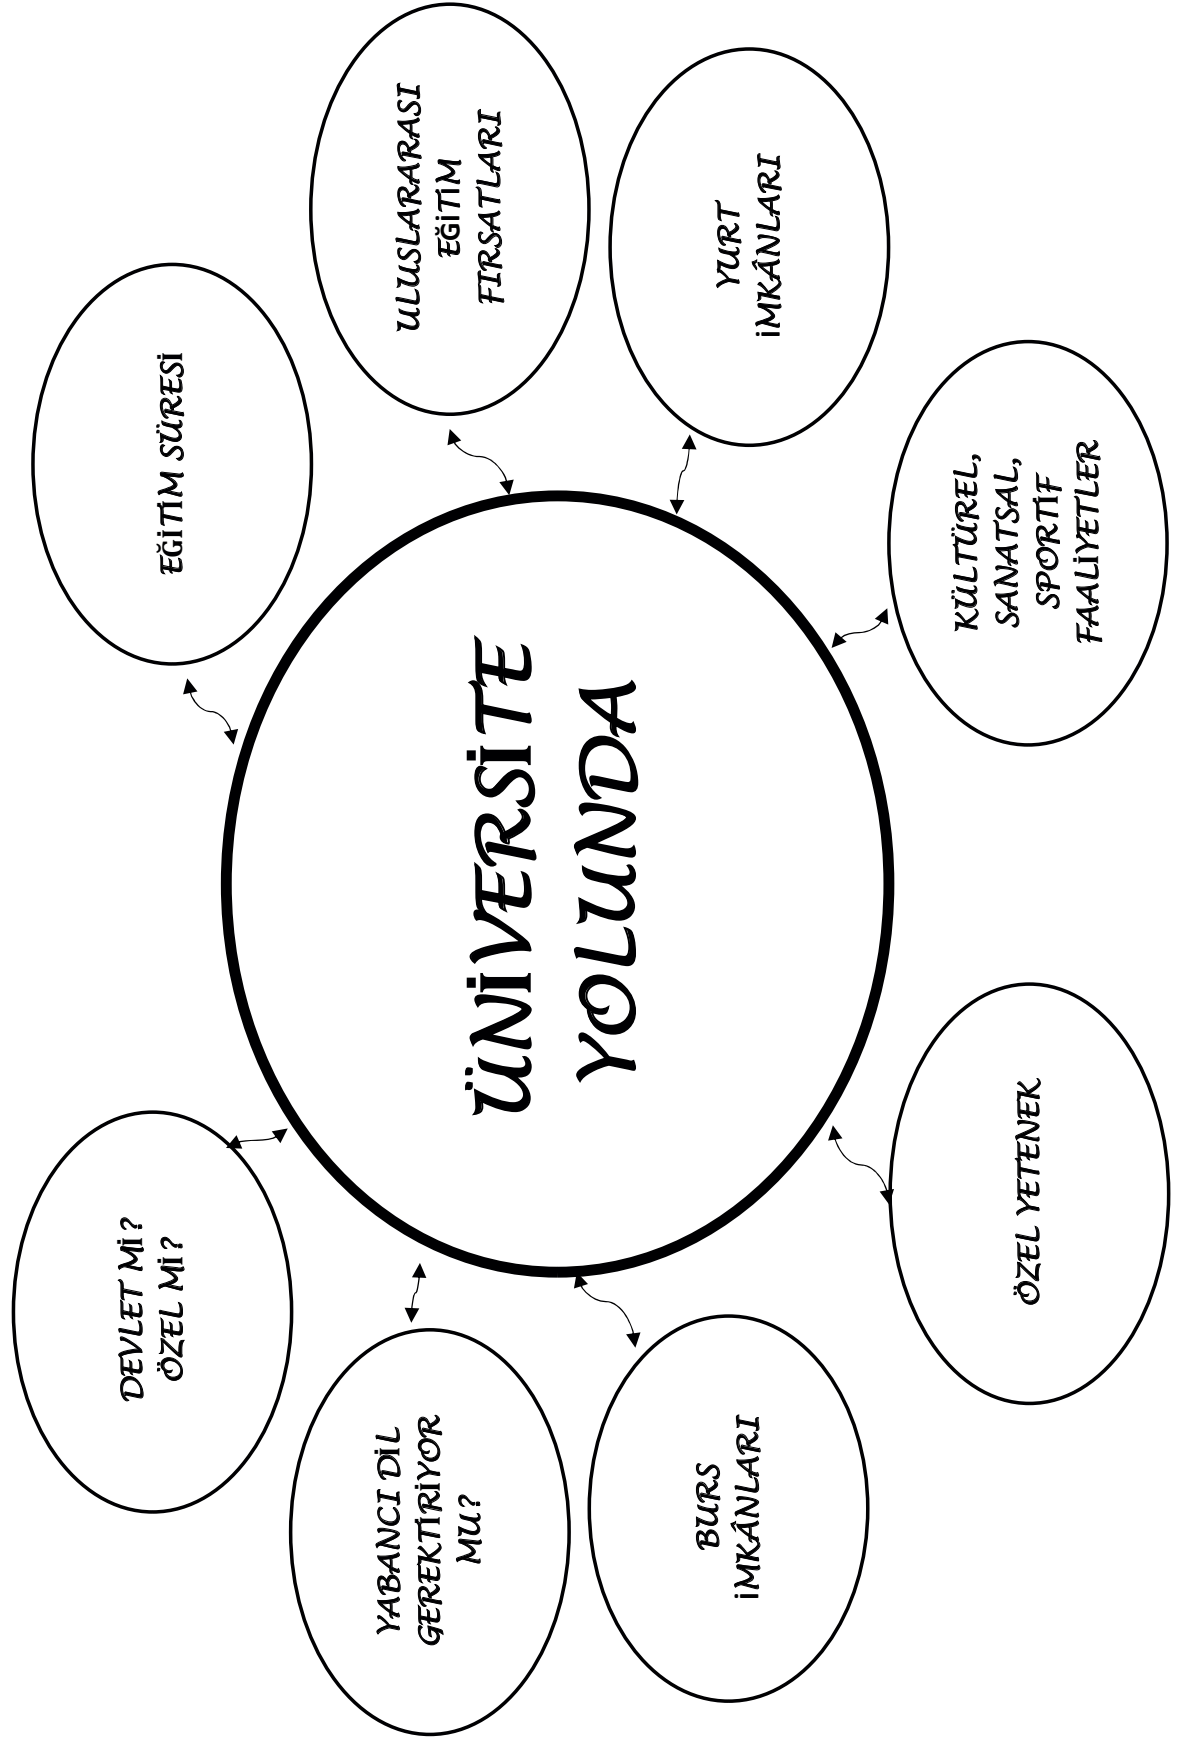 ÜNİVERSİTE
YOLUNDA
DEVLET Mİ?
ÖZEL Mİ?
EĞİTİM SÜRESİ
ULUSLARARASI
EĞİTİM
FIRSATLARI
YURT
İMKÂNLARI
KÜLTÜREL,
SANATSAL,
SPORTİF
FAALİYETLER
ÖZEL YETENEK
BURS
İMKÂNLARI
YABANCI DİL
GEREKTİRİYOR
MU?